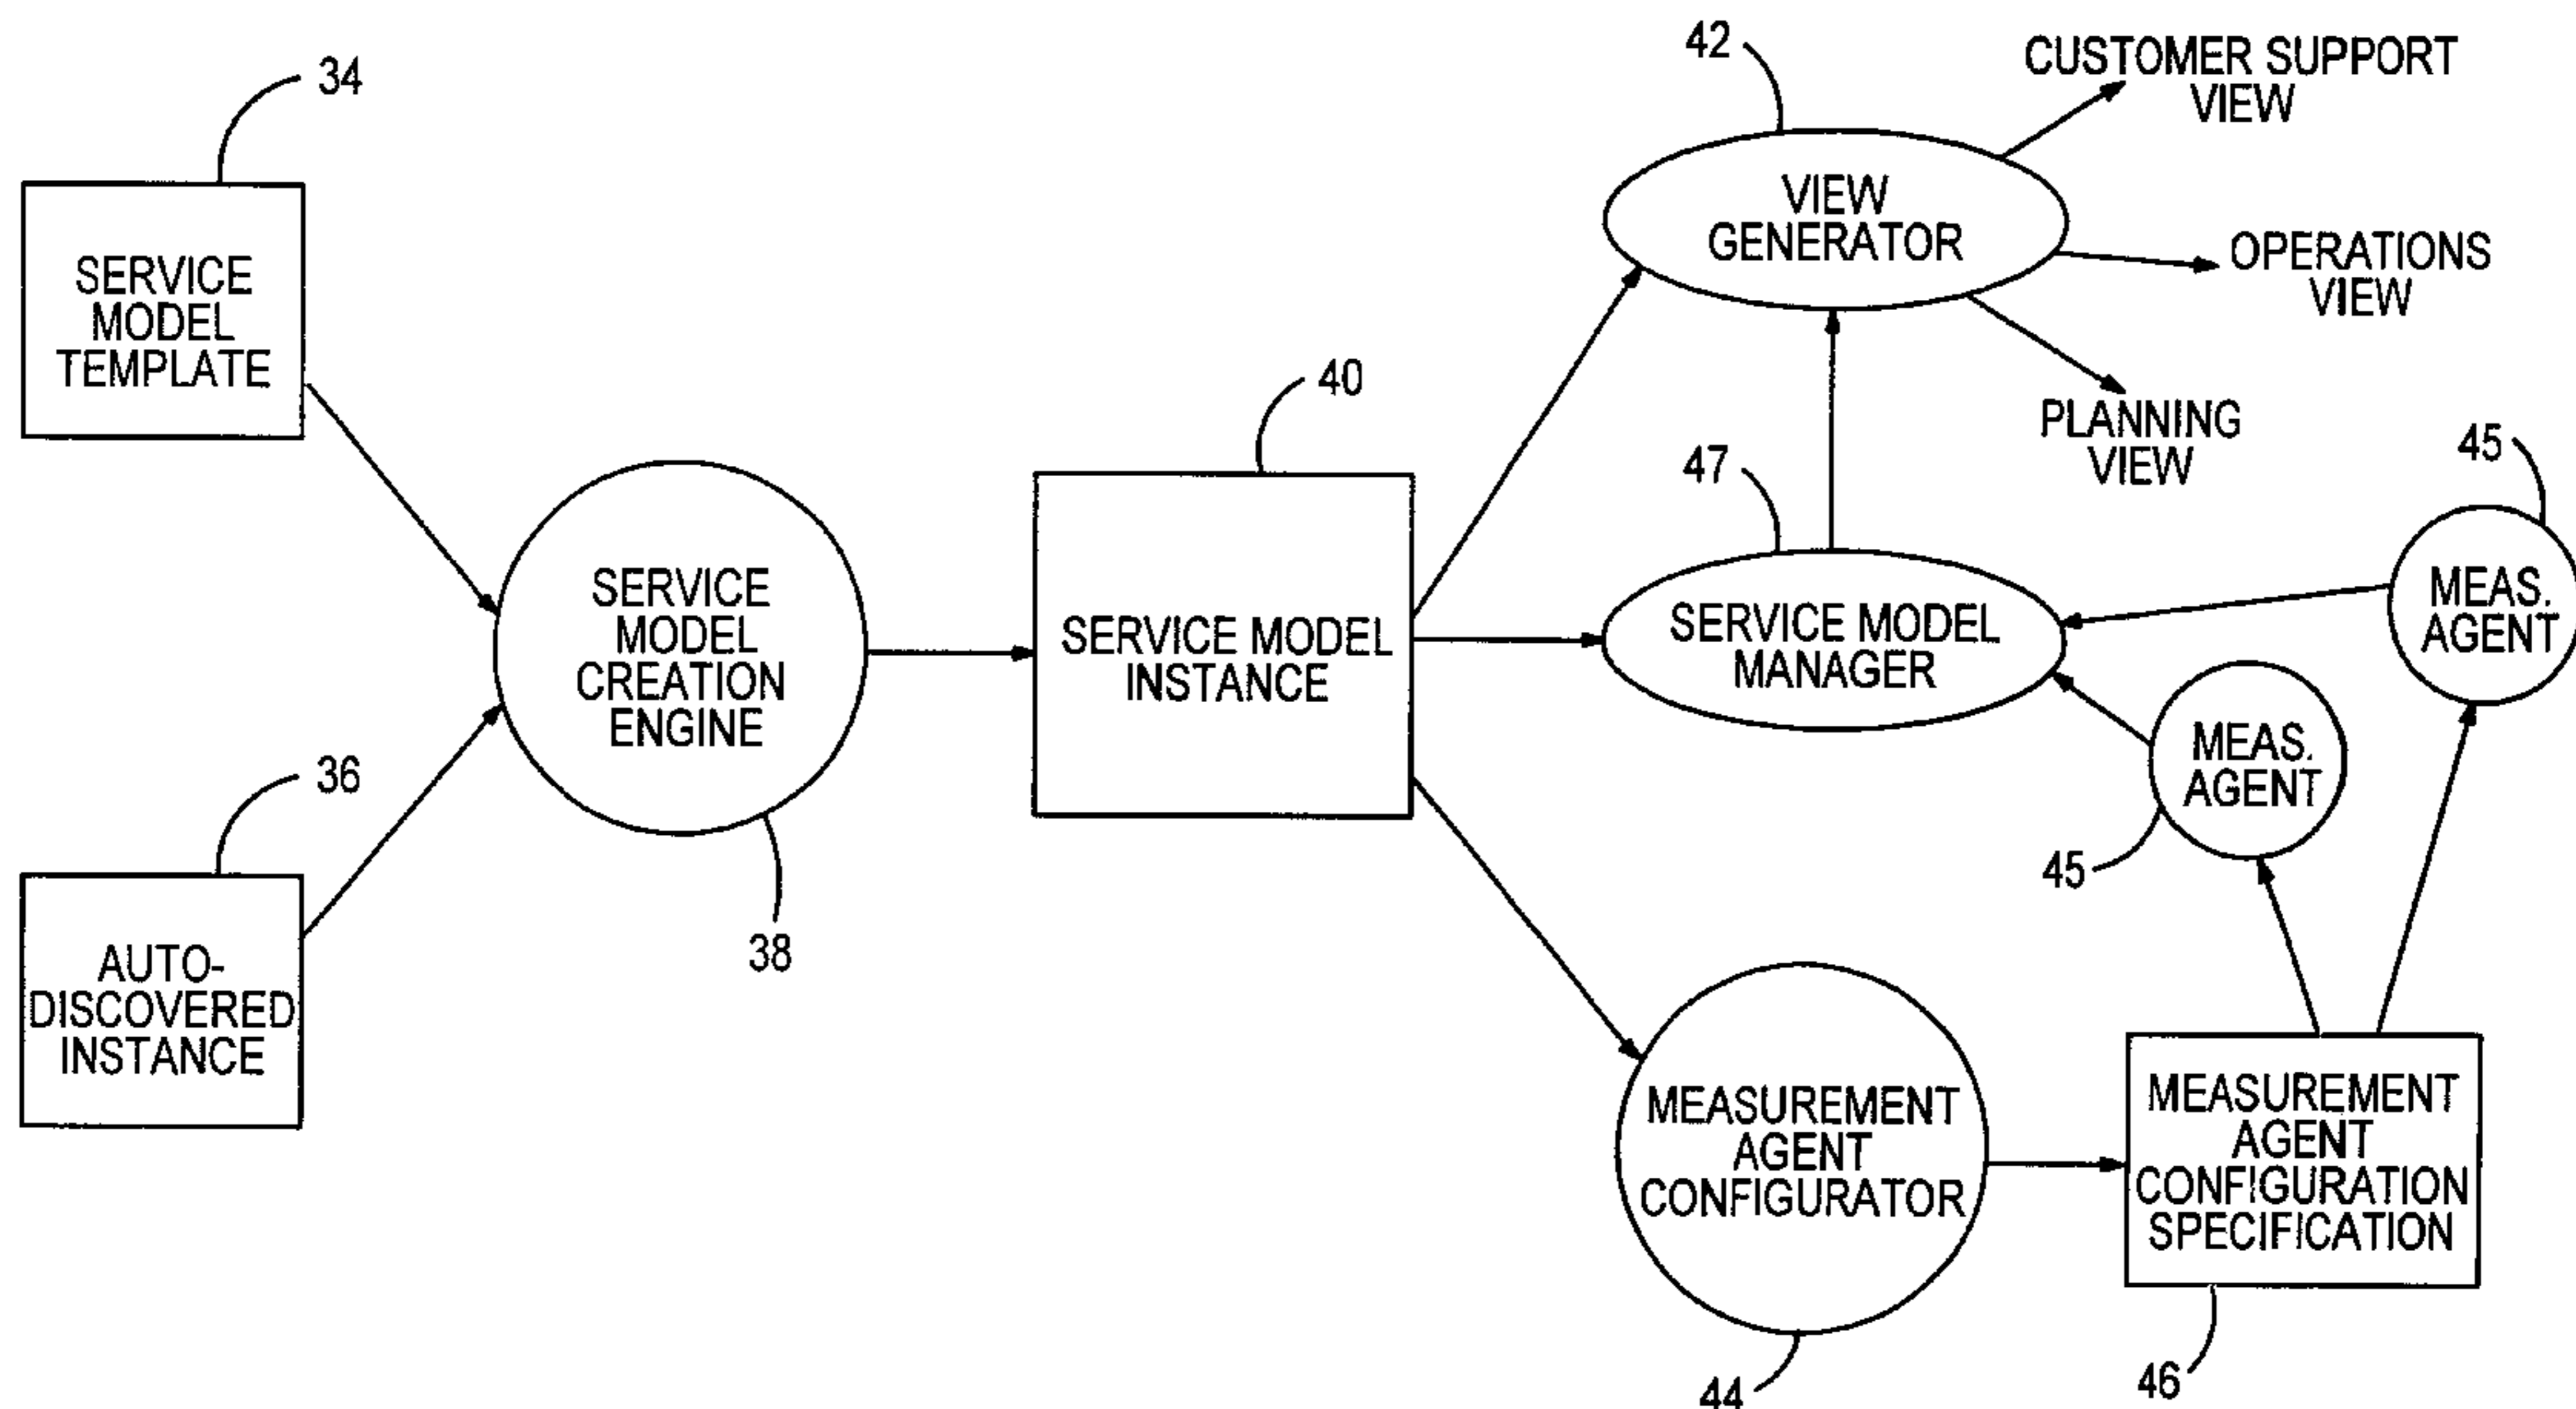 34
SERVICE
MODEL
TEMPLATE
36
AUTO-
DISCOVERED
INSTANCE
SERVICE
MODEL
CREATION
ENGINE
38
40
SERVICE MODEL
INSTANCE
42
VIEW
GENERATOR
CUSTOMER SUPPORT
VIEW
OPERATIONS
VIEW
PLANNING
VIEW
47
SERVICE MODEL
MANAGER
45
MEAS.
AGENT
MEAS.
AGENT
45
MEASUREMENT
AGENT
CONFIGURATOR
44
MEASUREMENT
AGENT
CONFIGURATION
SPECIFICATION
46